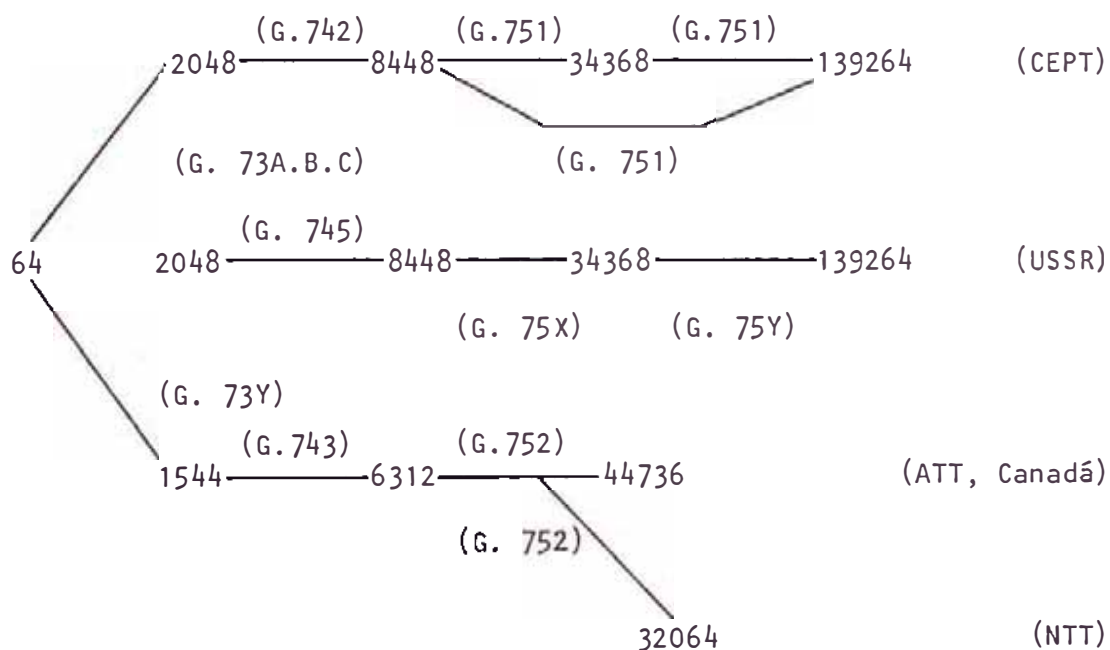 (G.742) (G.751) (G.751)
2048 8448 34368 139264 (CEPT)
(G. 73A.B.C) (G. 751)
(G. 745)
64 2048 8448 34368 139264 (USSR)
(G. 75X) (G. 75Y)
(G. 73Y)
(G.743) (G.752)
1544 6312 44736 (ATT, Canadá)
(G. 752)
32064 (NTT)